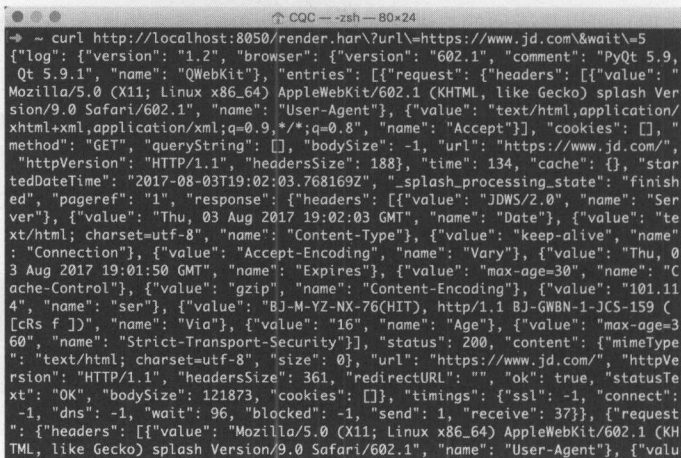 CQC — -zsh — 80×24
➜  ~ curl http://localhost:8050/render.har\?url\=https://www.jd.com\&wait\=5
{"log": {"version": "1.2", "browser": {"version": "602.1", "comment": "PyQt 5.9,
 Qt 5.9.1", "name": "QWebKit"}, "entries": [{"request": {"headers": [{"value": "
Mozilla/5.0 (X11; Linux x86_64) AppleWebKit/602.1 (KHTML, like Gecko) splash Ver
sion/9.0 Safari/602.1", "name": "User-Agent"}, {"value": "text/html,application/
xhtml+xml,application/xml;q=0.9,*/*;q=0.8", "name": "Accept"}], "cookies": [], "
method": "GET", "queryString": [], "bodySize": -1, "url": "https://www.jd.com/",
 "httpVersion": "HTTP/1.1", "headersSize": 188}, "time": 134, "cache": {}, "star
tedDateTime": "2017-08-03T19:02:03.768169Z", "_splash_processing_state": "finish
ed", "pageref": "1", "response": {"headers": [{"value": "JDWS/2.0", "name": "Ser
ver"}, {"value": "Thu, 03 Aug 2017 19:02:03 GMT", "name": "Date"}, {"value": "te
xt/html; charset=utf-8", "name": "Content-Type"}, {"value": "keep-alive", "name"
: "Connection"}, {"value": "Accept-Encoding", "name": "Vary"}, {"value": "Thu, 0
3 Aug 2017 19:01:50 GMT", "name": "Expires"}, {"value": "max-age=30", "name": "C
ache-Control"}, {"value": "gzip", "name": "Content-Encoding"}, {"value": "101.11
4", "name": "ser"}, {"value": "BJ-M-YZ-NX-76(HIT), http/1.1 BJ-GWBN-1-JCS-159 (
[cRs f ])", "name": "Via"}, {"value": "16", "name": "Age"}, {"value": "max-age=3
60", "name": "Strict-Transport-Security"}], "status": 200, "content": {"mimeType
": "text/html; charset=utf-8", "size": 0}, "url": "https://www.jd.com/", "httpVe
rsion": "HTTP/1.1", "headersSize": 361, "redirectURL": "", "ok": true, "statusTe
xt": "OK", "bodySize": 121873, "cookies": []}, "timings": {"ssl": -1, "connect":
 -1, "dns": -1, "wait": 96, "blocked": -1, "send": 1, "receive": 37}}, {"request
": {"headers": [{"value": "Mozilla/5.0 (X11; Linux x86_64) AppleWebKit/602.1 (KH
TML, like Gecko) splash Version/9.0 Safari/602.1", "name": "User-Agent"}, {"valu